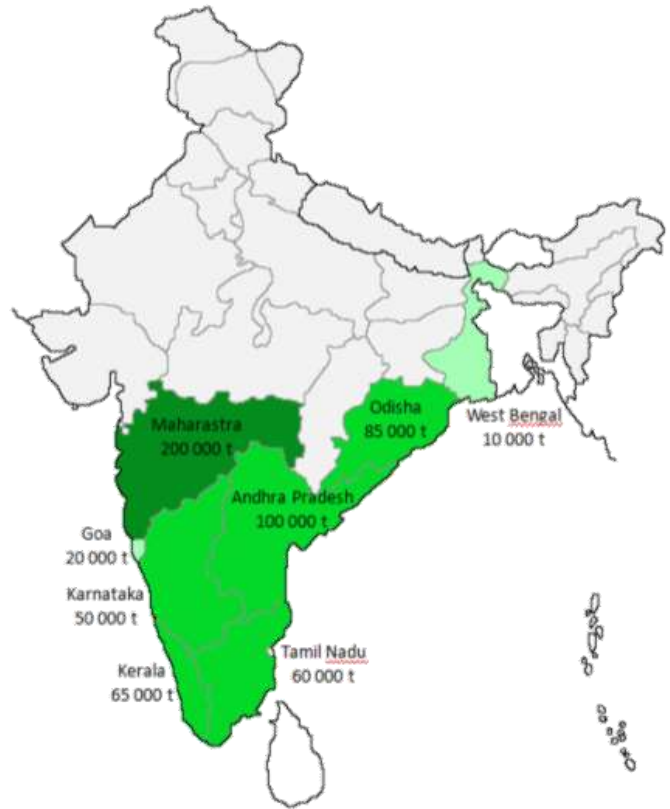 Maharastra
200 000 t
Odisha
85 000 t
West Bengal
10 000 t
Andhra Pradesh
100 000 t
Goa
20 000 t
Karnataka
50 000 t
Tamil Nadu
60 000 t
Kerala
65 000 t